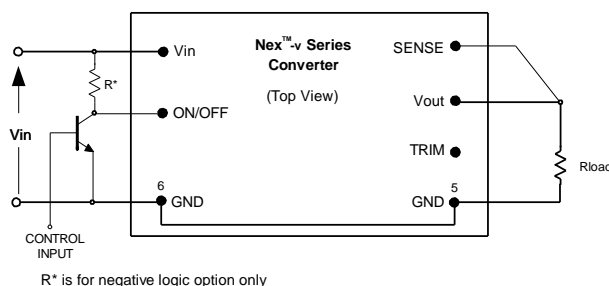 Nex™-v Series
Converter
(Top View)
Vin
SENSE
R*
Vout
ON/OFF
Vin
TRIM
Rload
6
GND
5
GND
CONTROL
INPUT
R* is for negative logic option only